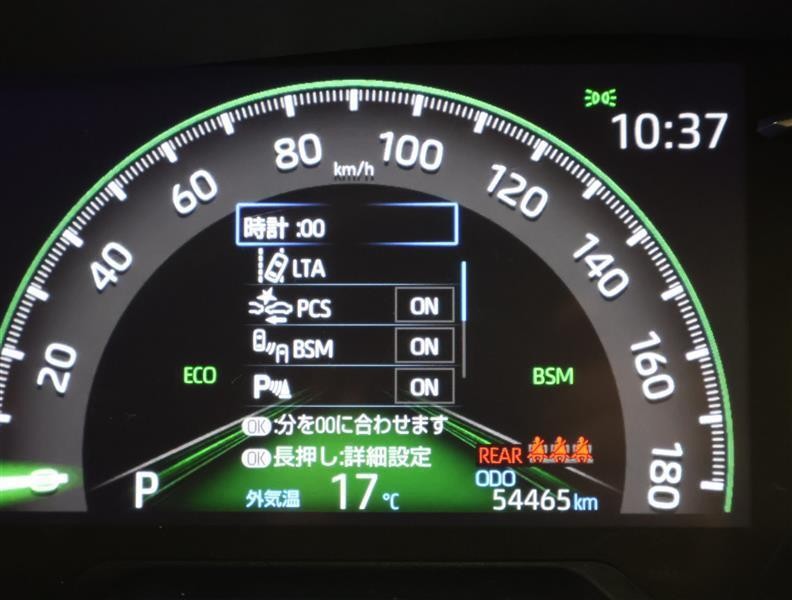 10:37
80
km/h
100
60
120
40
140
20
160
180
時計 :00
LTA
PCS ON
BSM ON
P ON
ECO
BSM
OK :分を00に合わせます
OK 長押し:詳細設定
REAR
P
外気温 17 ℃
ODO
54465 km